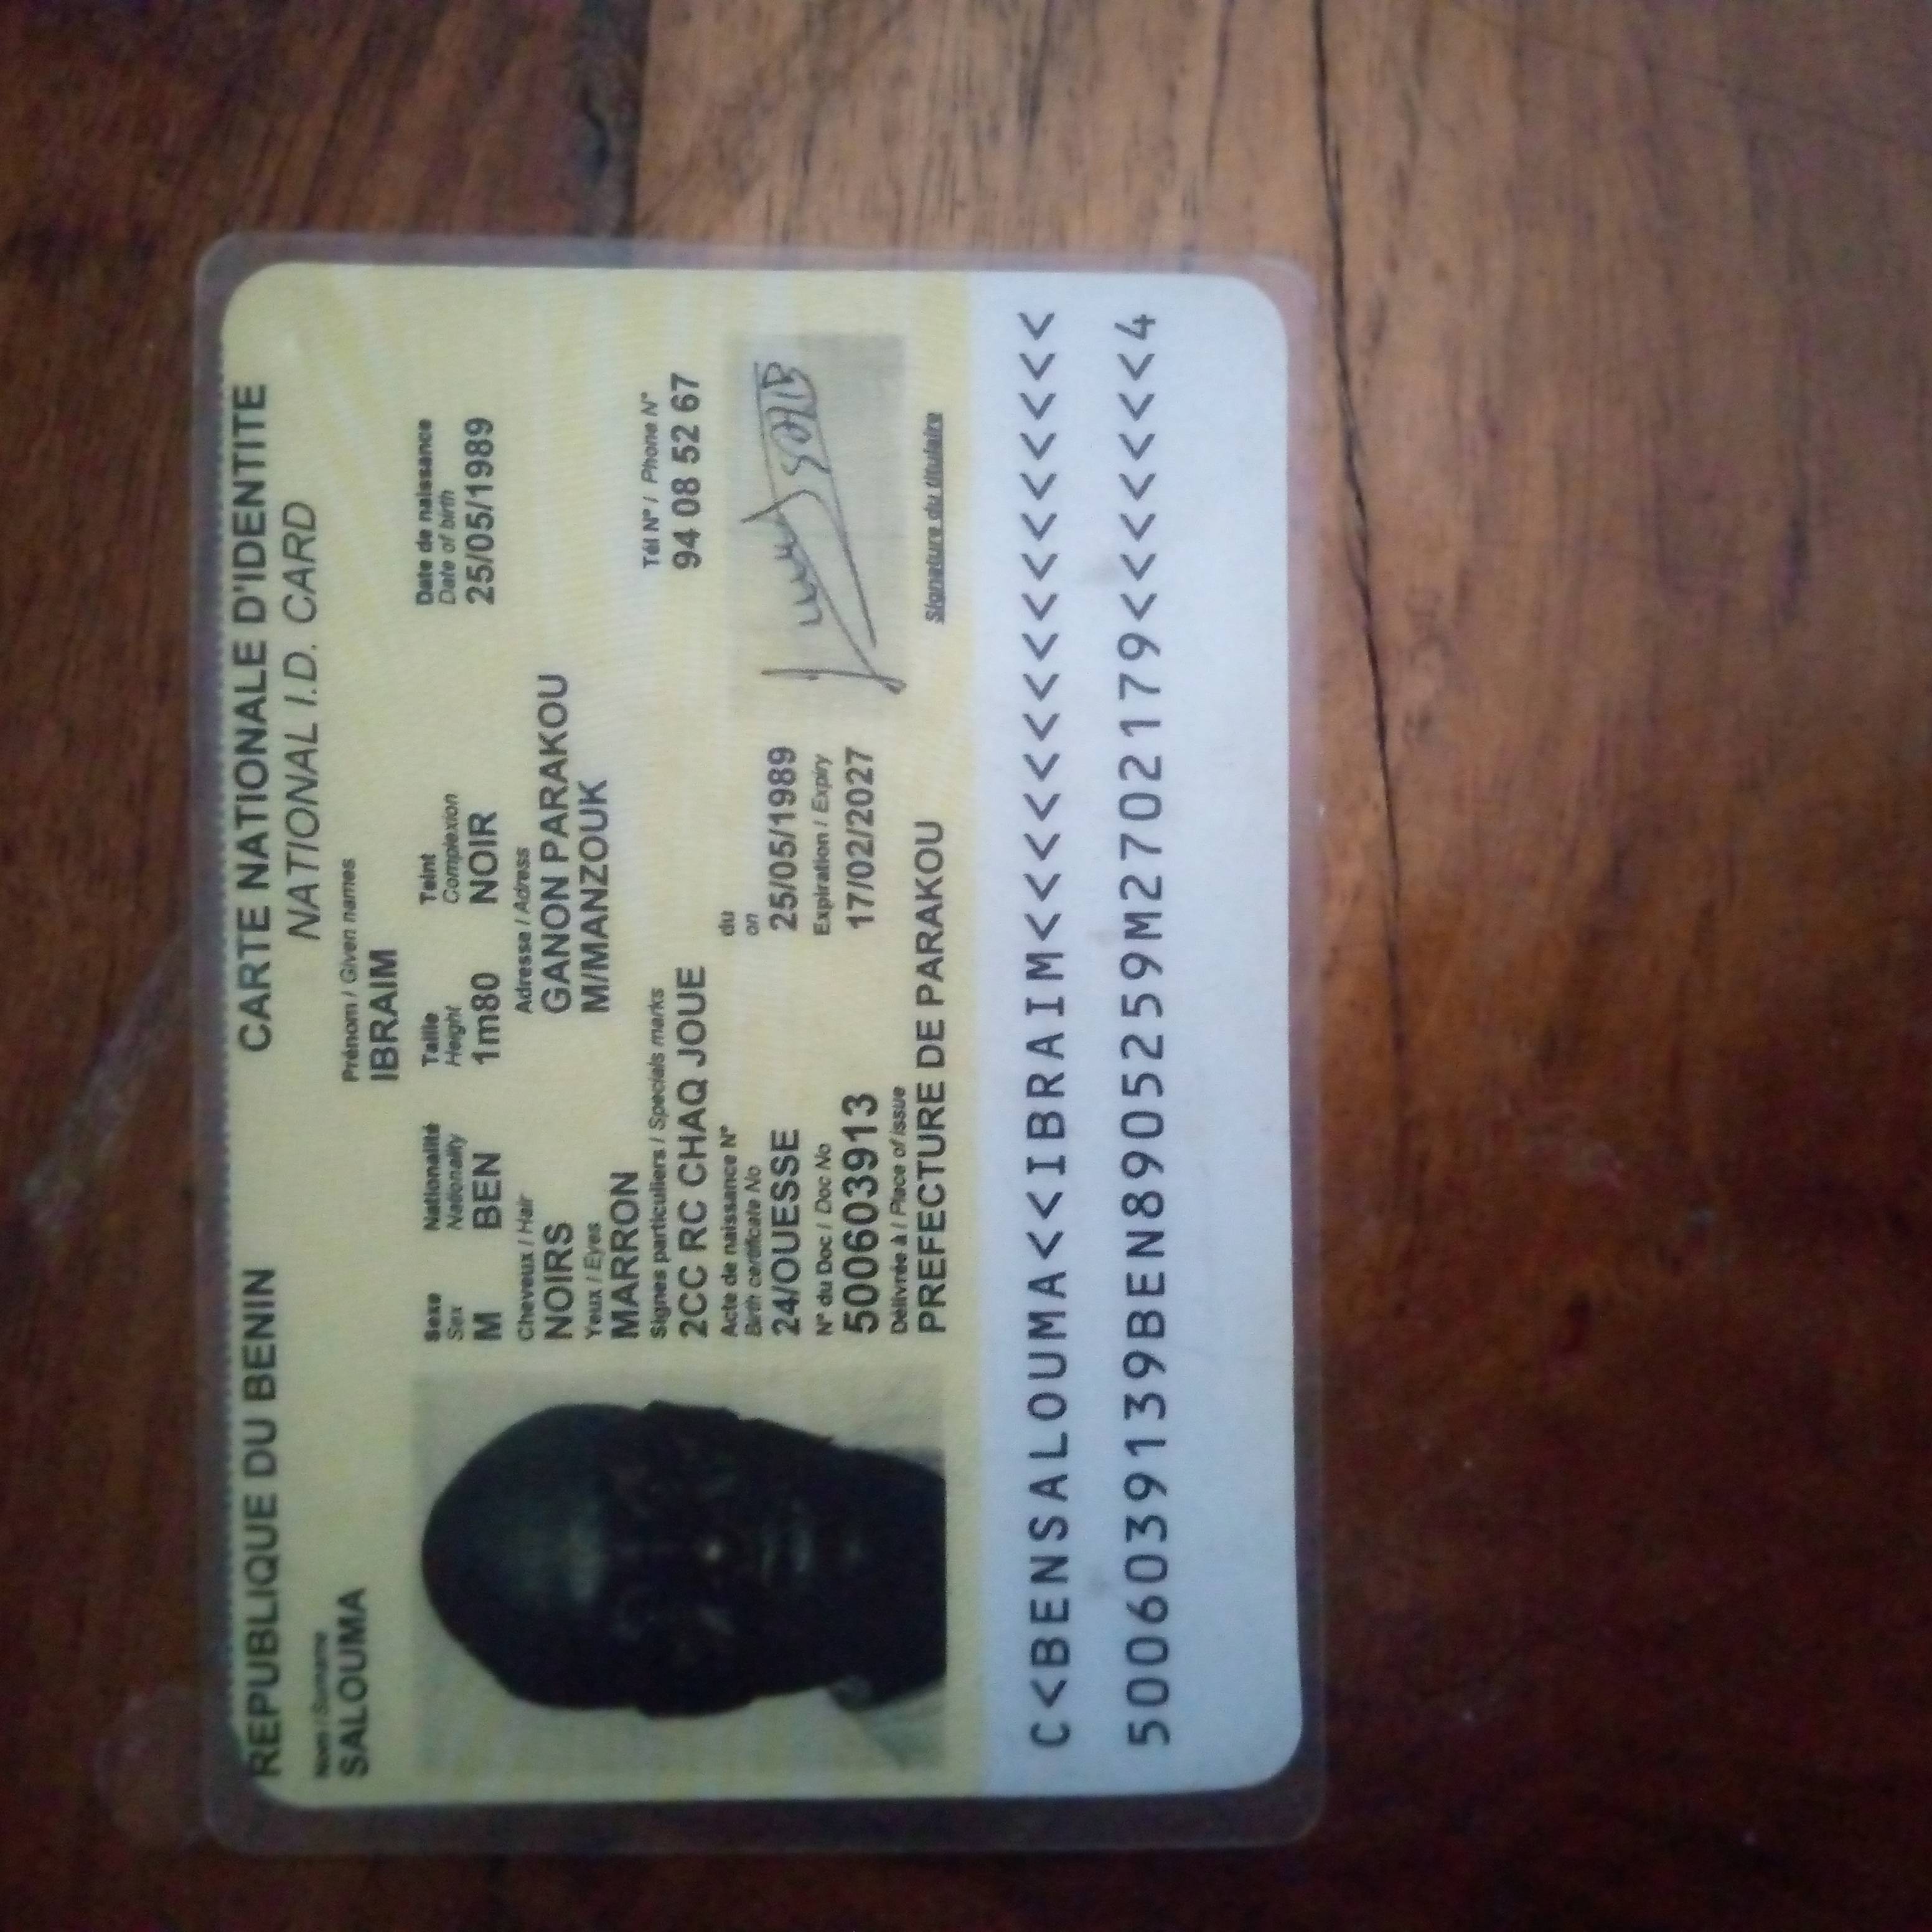 REPUBLIQUE DU BENIN CARTE NATIONALE D'IDENTITE
NATIONAL I.D. CARD
Nom / Surname
SALOUMA
Prénom / Given names
IBRAIM
Sexe Nationalité Taille Teint Date de naissance
Sex Nationality Height Complexion Date of birth
M BEN 1m80 NOIR 25/05/1989
Cheveux / Hair Adresse / Adress
NOIRS GANON PARAKOU
Yeux / Eyes M/MANZOUK
MARRON
Signes particuliers / Speciels marks Tél N° / Phone N°
2CC RC CHAQ JOUE 94 08 52 67
Acte de naissance N° du
Birth certificate No on
24/OUESSE 25/05/1989
N° du Doc / Doc No Expiration / Expiry
5006603913 17/02/2027
Délivrée à / Place of issue
PREFECTURE DE PARAKOU
Signature du titulaire
C<BENSALOUMA<<IBRAIM<<<<<<<<<<<<<<<<
50066039139BEN8905259M2702179<<<<<<4